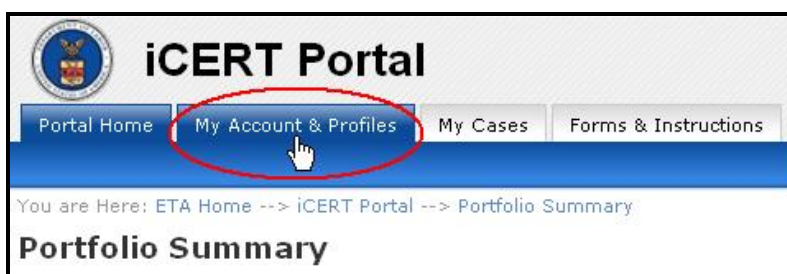 iCERT Portal
Portal Home My Account & Profiles My Cases Forms & Instructions
You are Here: ETA Home --> iCERT Portal --> Portfolio Summary
Portfolio Summary